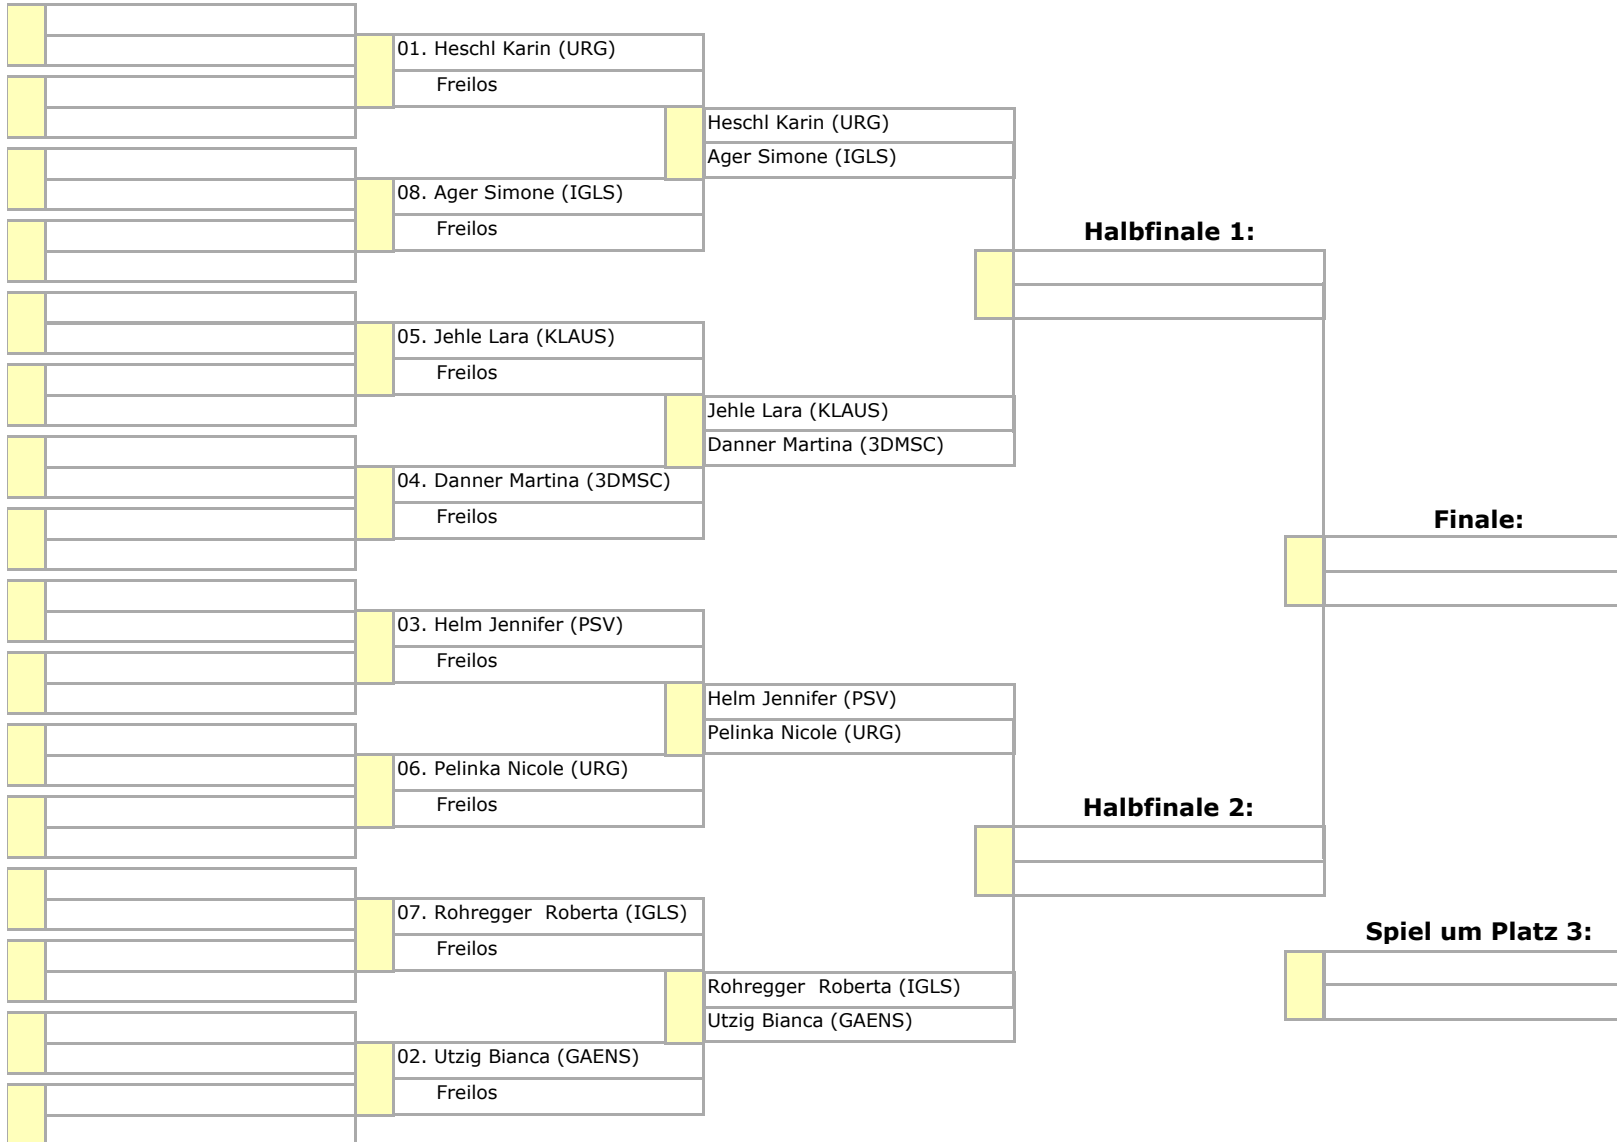 01. Heschl Karin (URG)
Freilos
Heschl Karin (URG)
Ager Simone (IGLS)
08. Ager Simone (IGLS)
Freilos
Halbfinale 1:
05. Jehle Lara (KLAUS)
Freilos
Jehle Lara (KLAUS)
Danner Martina (3DMSC)
04. Danner Martina (3DMSC)
Freilos
Finale:
03. Helm Jennifer (PSV)
Freilos
Helm Jennifer (PSV)
Pelinka Nicole (URG)
06. Pelinka Nicole (URG)
Freilos
Halbfinale 2:
07. Rohregger  Roberta (IGLS)
Freilos
Spiel um Platz 3:
Rohregger  Roberta (IGLS)
Utzig Bianca (GAENS)
02. Utzig Bianca (GAENS)
Freilos